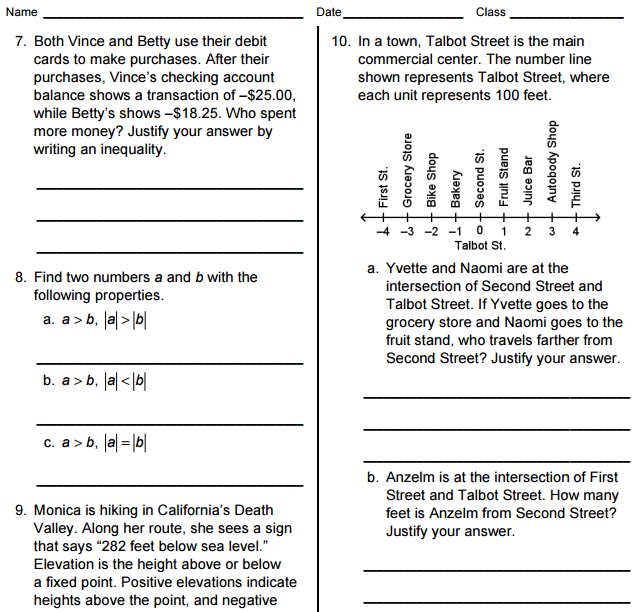 Name ____________ Date ____________ Class ____________
7. Both Vince and Betty use their debit
cards to make purchases. After their
purchases, Vince’s checking account
balance shows a transaction of –$25.00,
while Betty’s shows –$18.25. Who spent
more money? Justify your answer by
writing an inequality.
8. Find two numbers a and b with the
following properties.
a. a > b, |a| > |b|
b. a > b, |a| < |b|
c. a > b, |a| = |b|
9. Monica is hiking in California’s Death
Valley. Along her route, she sees a sign
that says “282 feet below sea level.”
Elevation is the height above or below
a fixed point. Positive elevations indicate
heights above the point, and negative
10. In a town, Talbot Street is the main
commercial center. The number line
shown represents Talbot Street, where
each unit represents 100 feet.
First St.
Grocery Store
Bike Shop
Bakery
Second St.
Fruit Stand
Juice Bar
Autobody Shop
Third St.
–4 –3 –2 –1 0 1 2 3 4
Talbot St.
a. Yvette and Naomi are at the
intersection of Second Street and
Talbot Street. If Yvette goes to the
grocery store and Naomi goes to the
fruit stand, who travels farther from
Second Street? Justify your answer.
b. Anzelm is at the intersection of First
Street and Talbot Street. How many
feet is Anzelm from Second Street?
Justify your answer.